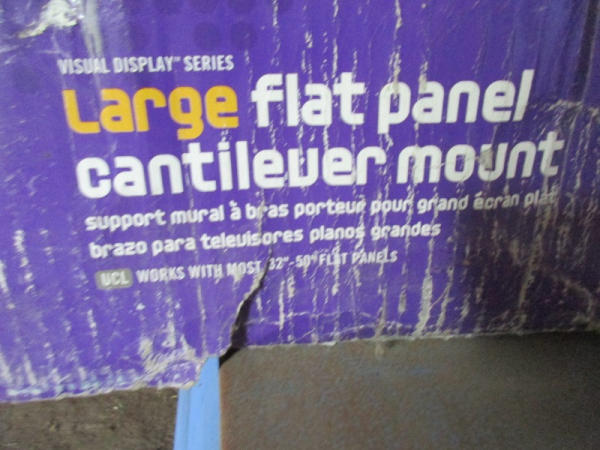 VISUAL DISPLAY™ SERIES
Large flat panel
cantilever mount
support mural à bras porteur pour grand écran plat
brazo para televisores planos grandes
UCL WORKS WITH MOST 32"-50" FLAT PANELS